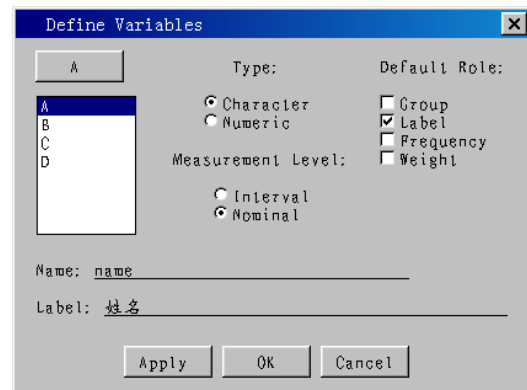 Define Variables
A
Type:
Default Role:
A
B
C
D
Character
Numeric
Group
Label
Frequency
Weight
Measurement Level:
Interval
Nominal
Name: name
Label: 姓名
Apply
OK
Cancel